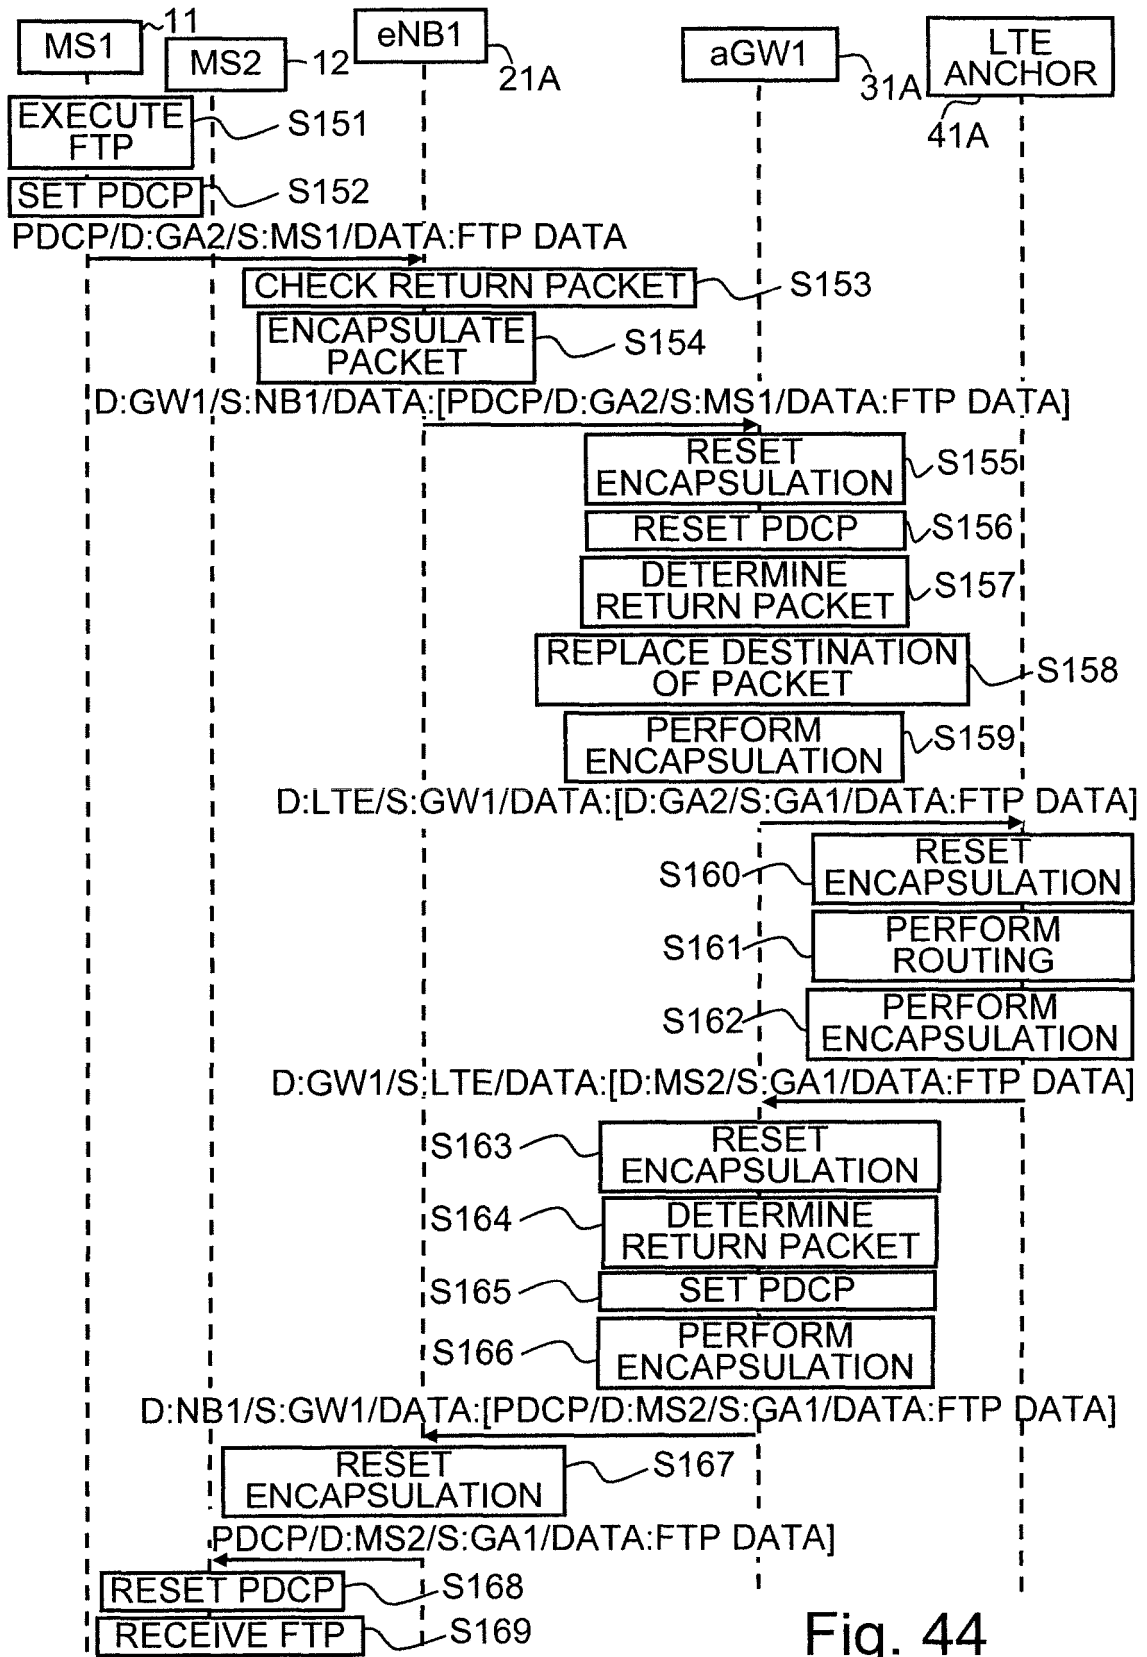 MS1
11
MS2
12
eNB1
21A
aGW1
31A
LTE
ANCHOR
41A
EXECUTE
FTP
S151
SET PDCP
S152
PDCP/D:GA2/S:MS1/DATA:FTP DATA
CHECK RETURN PACKET
S153
ENCAPSULATE
PACKET
S154
D:GW1/S:NB1/DATA:[PDCP/D:GA2/S:MS1/DATA:FTP DATA]
RESET
ENCAPSULATION
S155
RESET PDCP
S156
DETERMINE
RETURN PACKET
S157
REPLACE DESTINATION
OF PACKET
S158
PERFORM
ENCAPSULATION
S159
D:LTE/S:GW1/DATA:[D:GA2/S:GA1/DATA:FTP DATA]
S160
RESET
ENCAPSULATION
S161
PERFORM
ROUTING
S162
PERFORM
ENCAPSULATION
D:GW1/S:LTE/DATA:[D:MS2/S:GA1/DATA:FTP DATA]
S163
RESET
ENCAPSULATION
S164
DETERMINE
RETURN PACKET
S165
SET PDCP
S166
PERFORM
ENCAPSULATION
D:NB1/S:GW1/DATA:[PDCP/D:MS2/S:GA1/DATA:FTP DATA]
RESET
ENCAPSULATION
S167
PDCP/D:MS2/S:GA1/DATA:FTP DATA]
RESET PDCP
S168
RECEIVE FTP
S169
Fig. 44